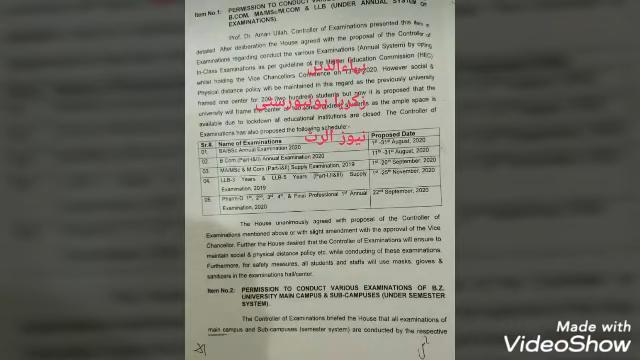 Item No.1: PERMISSION TO CONDUCT VARIOUS
B.COM, MA/MSc/M.COM & LLB (UNDER ANNUAL SYSTEM OF
EXAMINATIONS).
Prof. Dr. Aman Ullah, Controller of Examinations presented this item in
detailed. After deliberation the House agreed with the proposal of the Controller of
Examinations regarding conduct the various Examinations (Annual System) by opting
In-Class Examinations as per guideline of the Higher Education Commission (HEC)
whilst holding the Vice Chancellors Conference on 2020. However social &
بہاءالدین
Physical distance policy will be maintained in this regard as the previously university
framed one center for 200 (two hundred) students but now it is proposed that the
زکریا یونیورسٹی
university will frame the center as the ample space is
available due to lockdown all educational institutions are closed. The Controller of
Examinations has also proposed the following schedule:-
نیوز الرٹ
Sr.# Name of Examinations Proposed Date
01. BA/BSc Annual Examination 2020 1st -31st August, 2020
02. B.Com (Part-I&II) Annual Examination 2020 11th -31st August, 2020
03. MA/MSc & M.Com (Part-I&II) Supply Examination, 2019 1st -20th September, 2020
04. LLB-3 Years & LLB-5 Years (Part-I,II&III) Supply Examination, 2019 1st -25th November, 2020
05. Pharm-D 1st, 2nd, 3rd 4th, & Final Professional 1st Annual Examination, 2020 22nd September, 2020
The House unanimously agreed with proposal of the Controller of
Examinations mentioned above or with slight amendment with the approval of the Vice
Chancellor. Further the House desired that the Controller of Examinations will ensure to
maintain social & physical distance policy etc. while conducting of these examinations.
Furthermore, for safety measures, all students and staffs will use masks, gloves &
sanitizers in the examinations hall/center.
Item No.2: PERMISSION TO CONDUCT VARIOUS EXAMINATIONS OF B.Z.
UNIVERSITY MAIN CAMPUS & SUB-CAMPUSES (UNDER SEMESTER
SYSTEM).
The Controller of Examinations briefed the House that all examinations of
main campus and Sub-campuses (semester system) are conducted by the respective
Made with
VideoShow